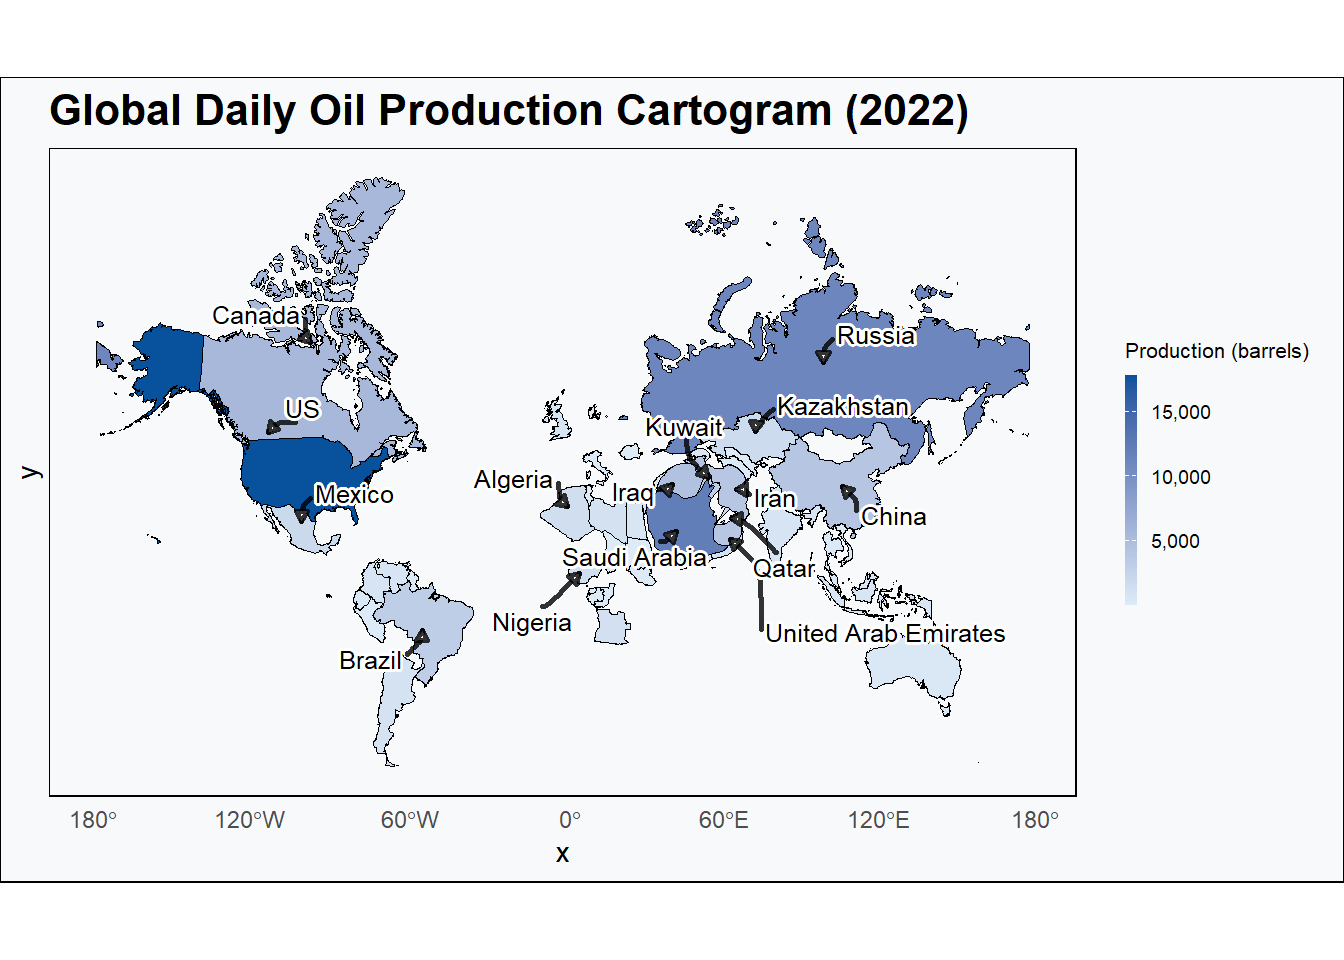 Global Daily Oil Production Cartogram (2022)
Canada
Russia
US
Kazakhstan
Kuwait
Algeria
Iraq
Iran
Mexico
China
Saudi Arabia
Qatar
Nigeria
United Arab Emirates
Brazil
y
180°
120°W
60°W
0°
60°E
120°E
180°
x
Production (barrels)
15,000
10,000
5,000